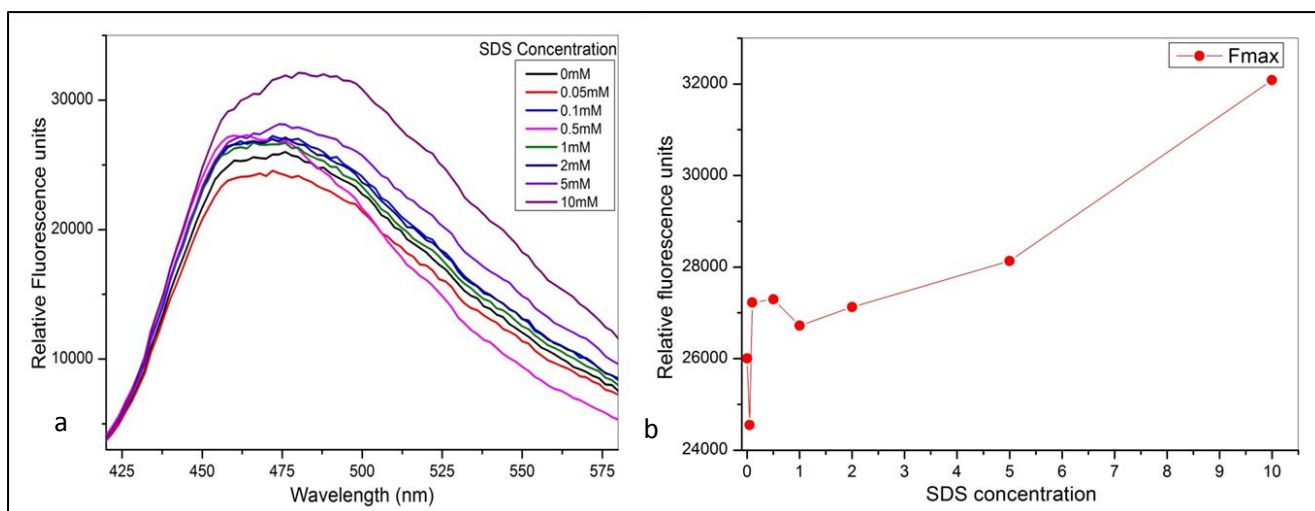 SDS Concentration
0mM
0.05mM
0.1mM
0.5mM
1mM
2mM
5mM
10mM
30000
20000
10000
Relative Fluorescence units
425 450 475 500 525 550 575
Wavelength (nm)
a
Fmax
32000
30000
28000
26000
24000
Relative fluorescence units
0 1 2 3 4 5 6 7 8 9 10
SDS concentration
b